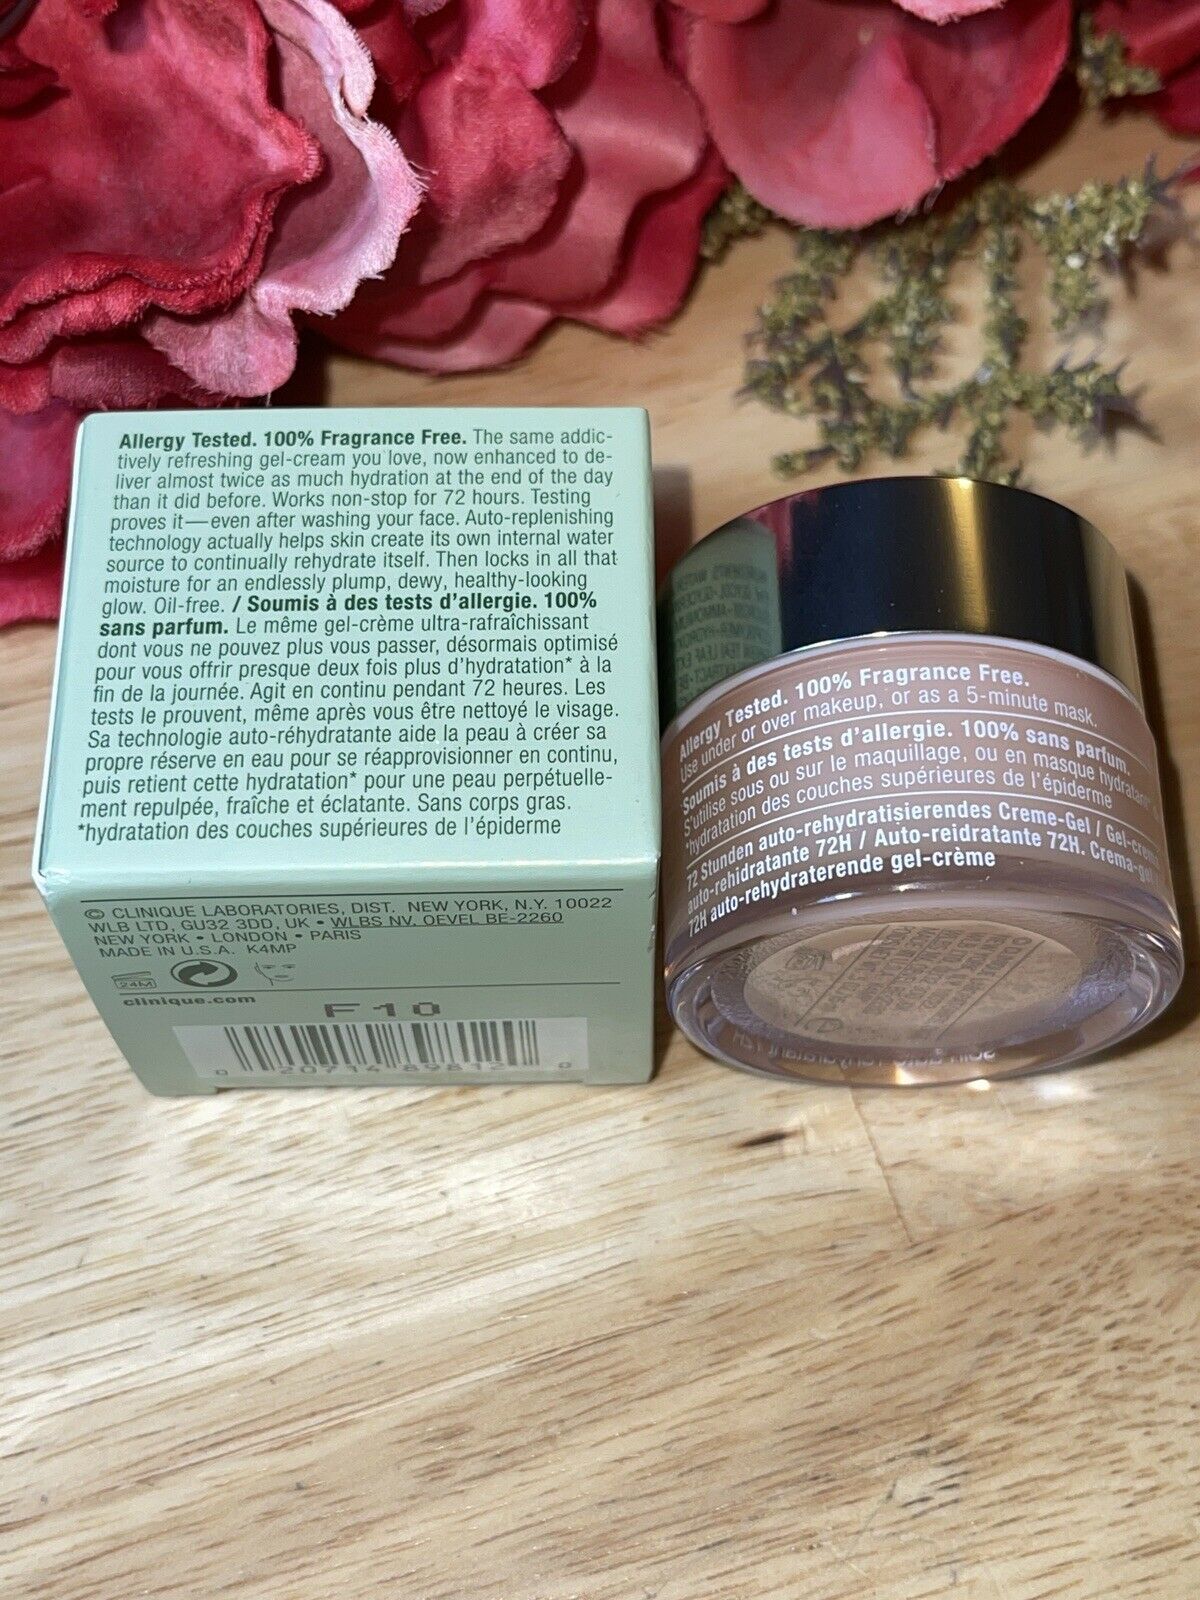 Allergy Tested. 100% Fragrance Free. The same addic-
tively refreshing gel-cream you love, now enhanced to de-
liver almost twice as much hydration at the end of the day
than it did before. Works non-stop for 72 hours. Testing
proves it—even after washing your face. Auto-replenishing
technology actually helps skin create its own internal water
source to continually rehydrate itself. Then locks in all that
moisture for an endlessly plump, dewy, healthy-looking
glow. Oil-free. / Soumis à des tests d'allergie. 100%
sans parfum. Le même gel-crème ultra-rafraîchissant
dont vous ne pouvez plus vous passer, désormais optimisé
pour vous offrir presque deux fois plus d'hydratation* à la
fin de la journée. Agit en continu pendant 72 heures. Les
tests le prouvent, même après vous être nettoyé le visage.
Sa technologie auto-réhydratante aide la peau à créer sa
propre réserve en eau pour se réapprovisionner en continu,
puis retient cette hydratation* pour une peau perpétuelle-
ment repulpée, fraîche et éclatante. Sans corps gras.
*hydratation des couches supérieures de l'épiderme
© CLINIQUE LABORATORIES, DIST. NEW YORK, N.Y. 10022
WLB LTD, GU32 3DD, UK • WLBS NV. OEVEL BE-2260
NEW YORK • LONDON • PARIS
MADE IN U.S.A. K4MP
24M
clinique.com
F10
0 20714 89812 0
Allergy Tested. 100% Fragrance Free.
Use under or over makeup, or as a 5-minute mask.
Soumis à des tests d'allergie. 100% sans parfum.
S'utilise sous ou sur le maquillage, ou en masque hydratant*
*hydratation des couches supérieures de l'épiderme
72 Stunden auto-rehydratisierendes Creme-Gel / Gel-crema
auto-rehidratante 72H / Auto-reidratante 72H. Crema-gel
72H auto-rehydraterende gel-crème